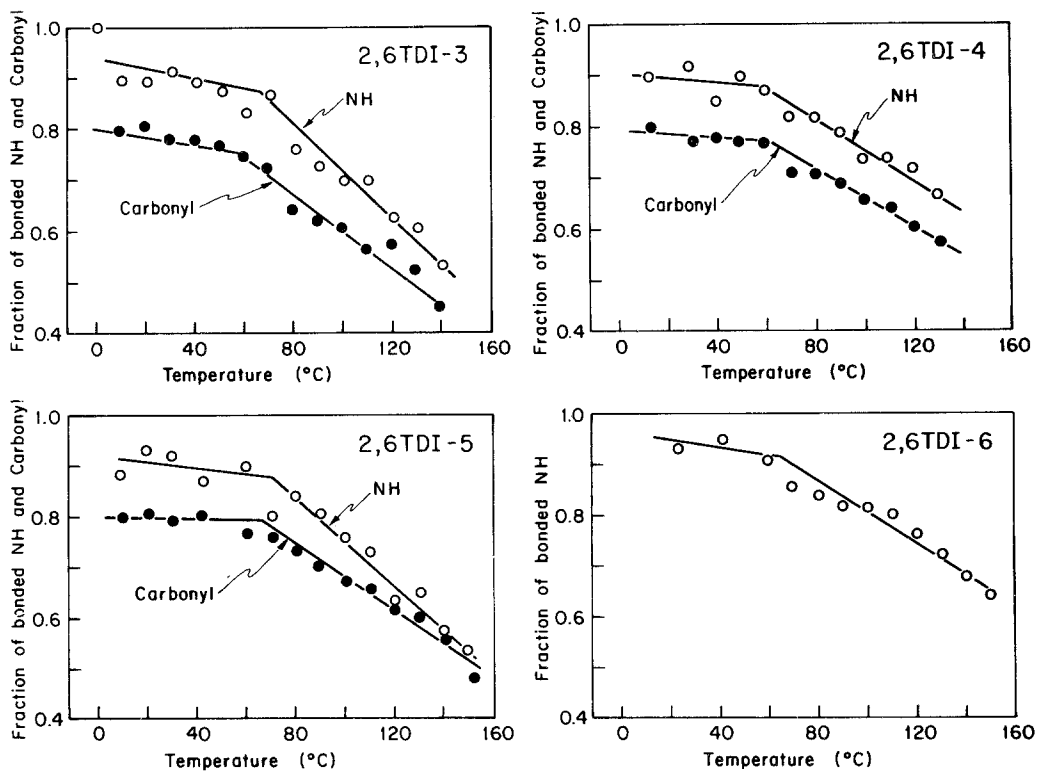 Fraction of bonded NH and Carbonyl
1.0
0.8
0.6
0.4
2,6TDI-3
NH
Carbonyl
0
40
80
120
160
Temperature (°C)
Fraction of bonded NH and Carbonyl
1.0
0.8
0.6
0.4
2,6TDI-4
NH
Carbonyl
0
40
80
120
160
Temperature (°C)
Fraction of bonded NH and Carbonyl
1.0
0.8
0.6
0.4
2,6TDI-5
NH
Carbonyl
0
40
80
120
160
Temperature (°C)
Fraction of bonded NH
1.0
0.8
0.6
0.4
2,6TDI-6
0
40
80
120
160
Temperature (°C)